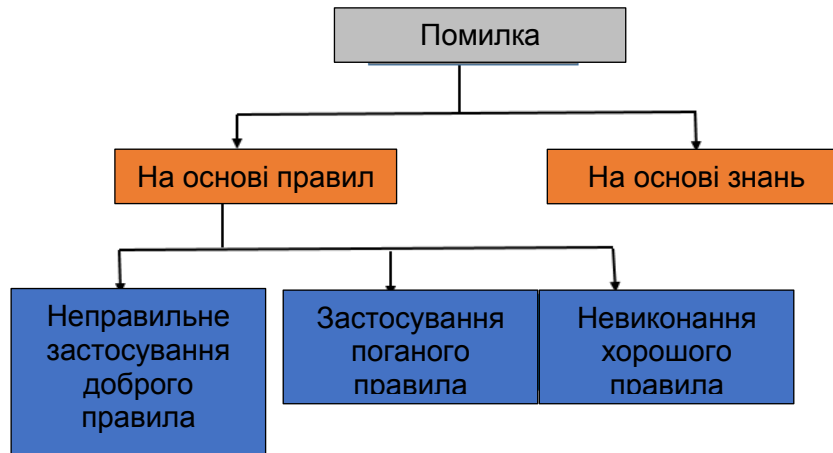 Помилка
На основі правил
На основі знань
Неправильне
застосування
доброго
правила
Застосування
поганого
правила
Невиконання
хорошого
правила